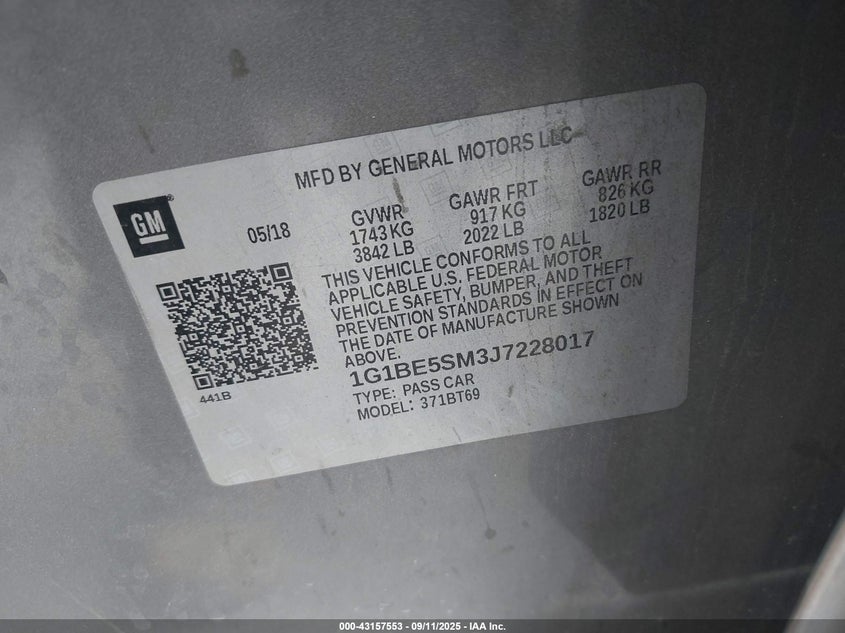 MFD BY GENERAL MOTORS LLC
GM
05/18
GVWR
1743 KG
3842 LB
GAWR FRT
917 KG
2022 LB
GAWR RR
826 KG
1820 LB
THIS VEHICLE CONFORMS TO ALL
APPLICABLE U.S. FEDERAL MOTOR
VEHICLE SAFETY, BUMPER, AND THEFT
PREVENTION STANDARDS IN EFFECT ON
THE DATE OF MANUFACTURE SHOWN
ABOVE.
1G1BE5SM3J7228017
TYPE: PASS CAR
MODEL: 371BT69
441B
000-43157553 - 09/11/2025 - IAA Inc.